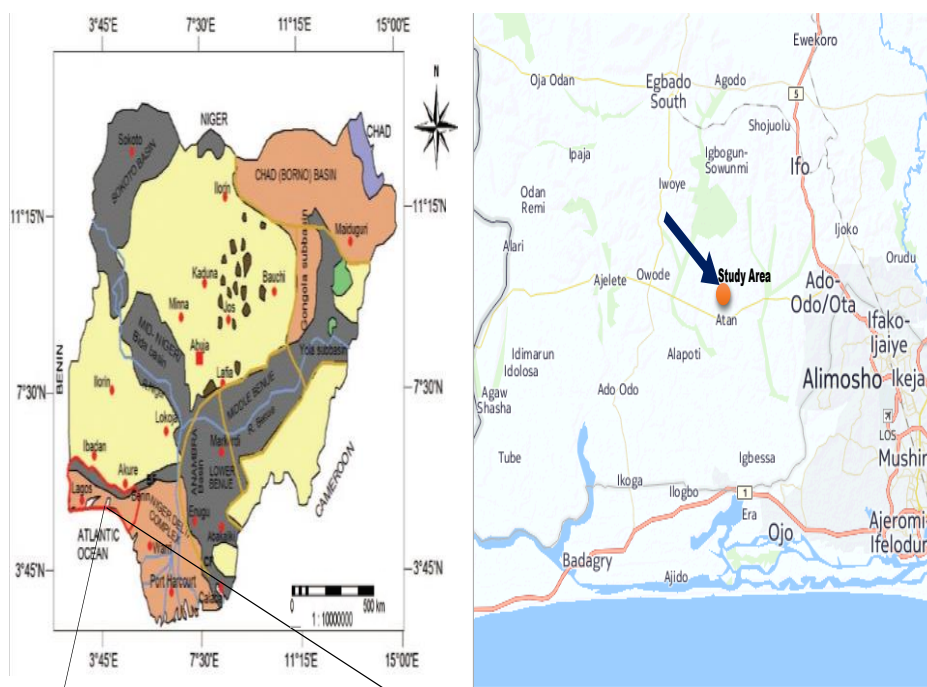 3°45'E
7°30'E
11°15'E
15°00'E
N
NIGER
CHAD
Sokoto
SOKOTO BASIN
CHAD (BORNO) BASIN
Ilorin
11°15'N
11°15'N
Maiduguri
Gongola subbasin
Kaduna
Bauchi
Minna
Jos
MID- NIGER/
Bida basin
Abuja
Yola subbasin
BENIN
7°30'N
7°30'N
Ilorin
R.Niger
Lafia
MIDDLE BENUE
R. Benue
Lokoja
Makurdi
Ibadan
ANAMBRA
Basin
LOWER
BENUE
CAMEROON
Akure
Lagos
Benin
NIGER DELTA
COMPLEX
Enugu
Abakaliki
ATLANTIC
OCEAN
Warri
3°45'N
3°45'N
CF
Port Harcourt
0
500 km
1 : 10000000
3°45'E
7°30'E
11°15'E
15°00'E
Ewekoro
Oja Odan
Egbado
South
Agodo
5
Shojuolu
Ipaja
Igbogun-
Sowunmi
Ifo
Iwoye
Odan
Remi
Ijoko
Alari
Orudu
Owode
Study Area
Ajelete
Ado-
Odo/Ota
Atan
Ifako-
Ijaiye
Idimarun
Idolosa
Alapoti
Alimosho
Ikeja
Agaw
Shasha
Ado Odo
LOS
Tube
Igbessa
Mushin
Ikoga
Ilogbo
1
Era
Ojo
Ajeromi-
Ifelodun
Badagry
Ajido